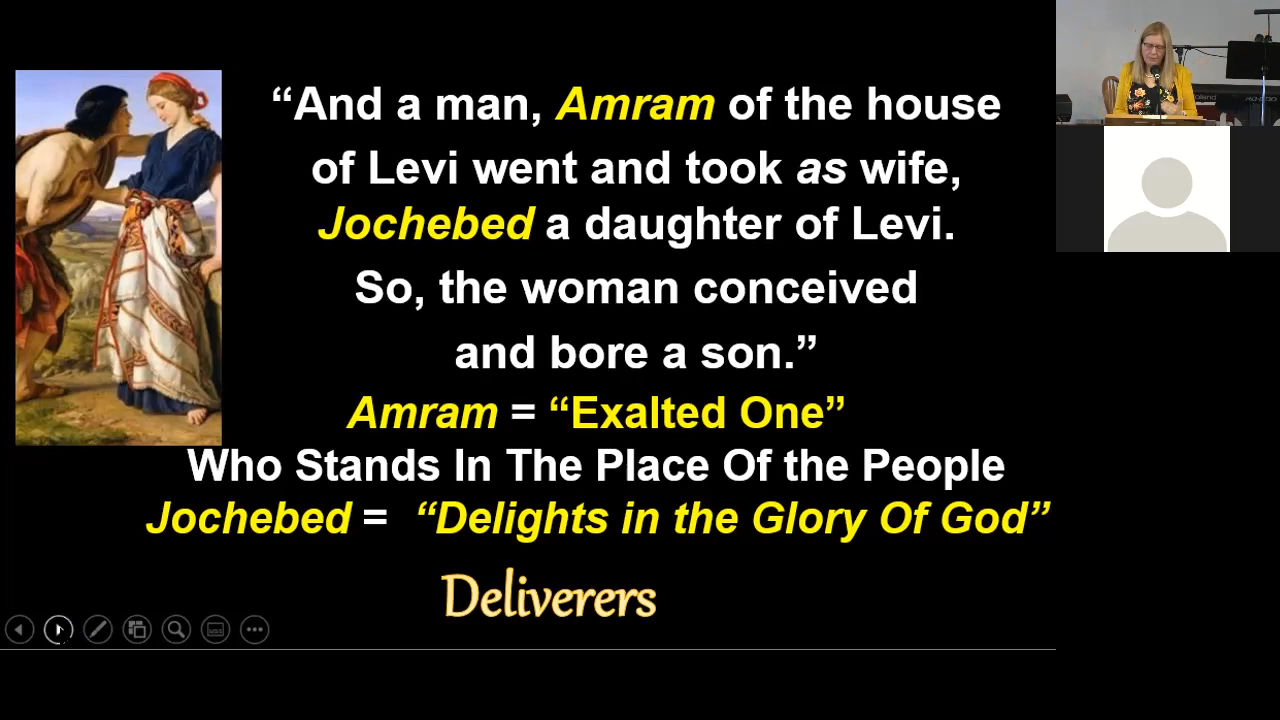 “And a man, Amram of the house
of Levi went and took as wife,
Jochebed a daughter of Levi.
So, the woman conceived
and bore a son.”
Amram = “Exalted One”
Who Stands In The Place Of the People
Jochebed = “Delights in the Glory Of God”
Deliverers